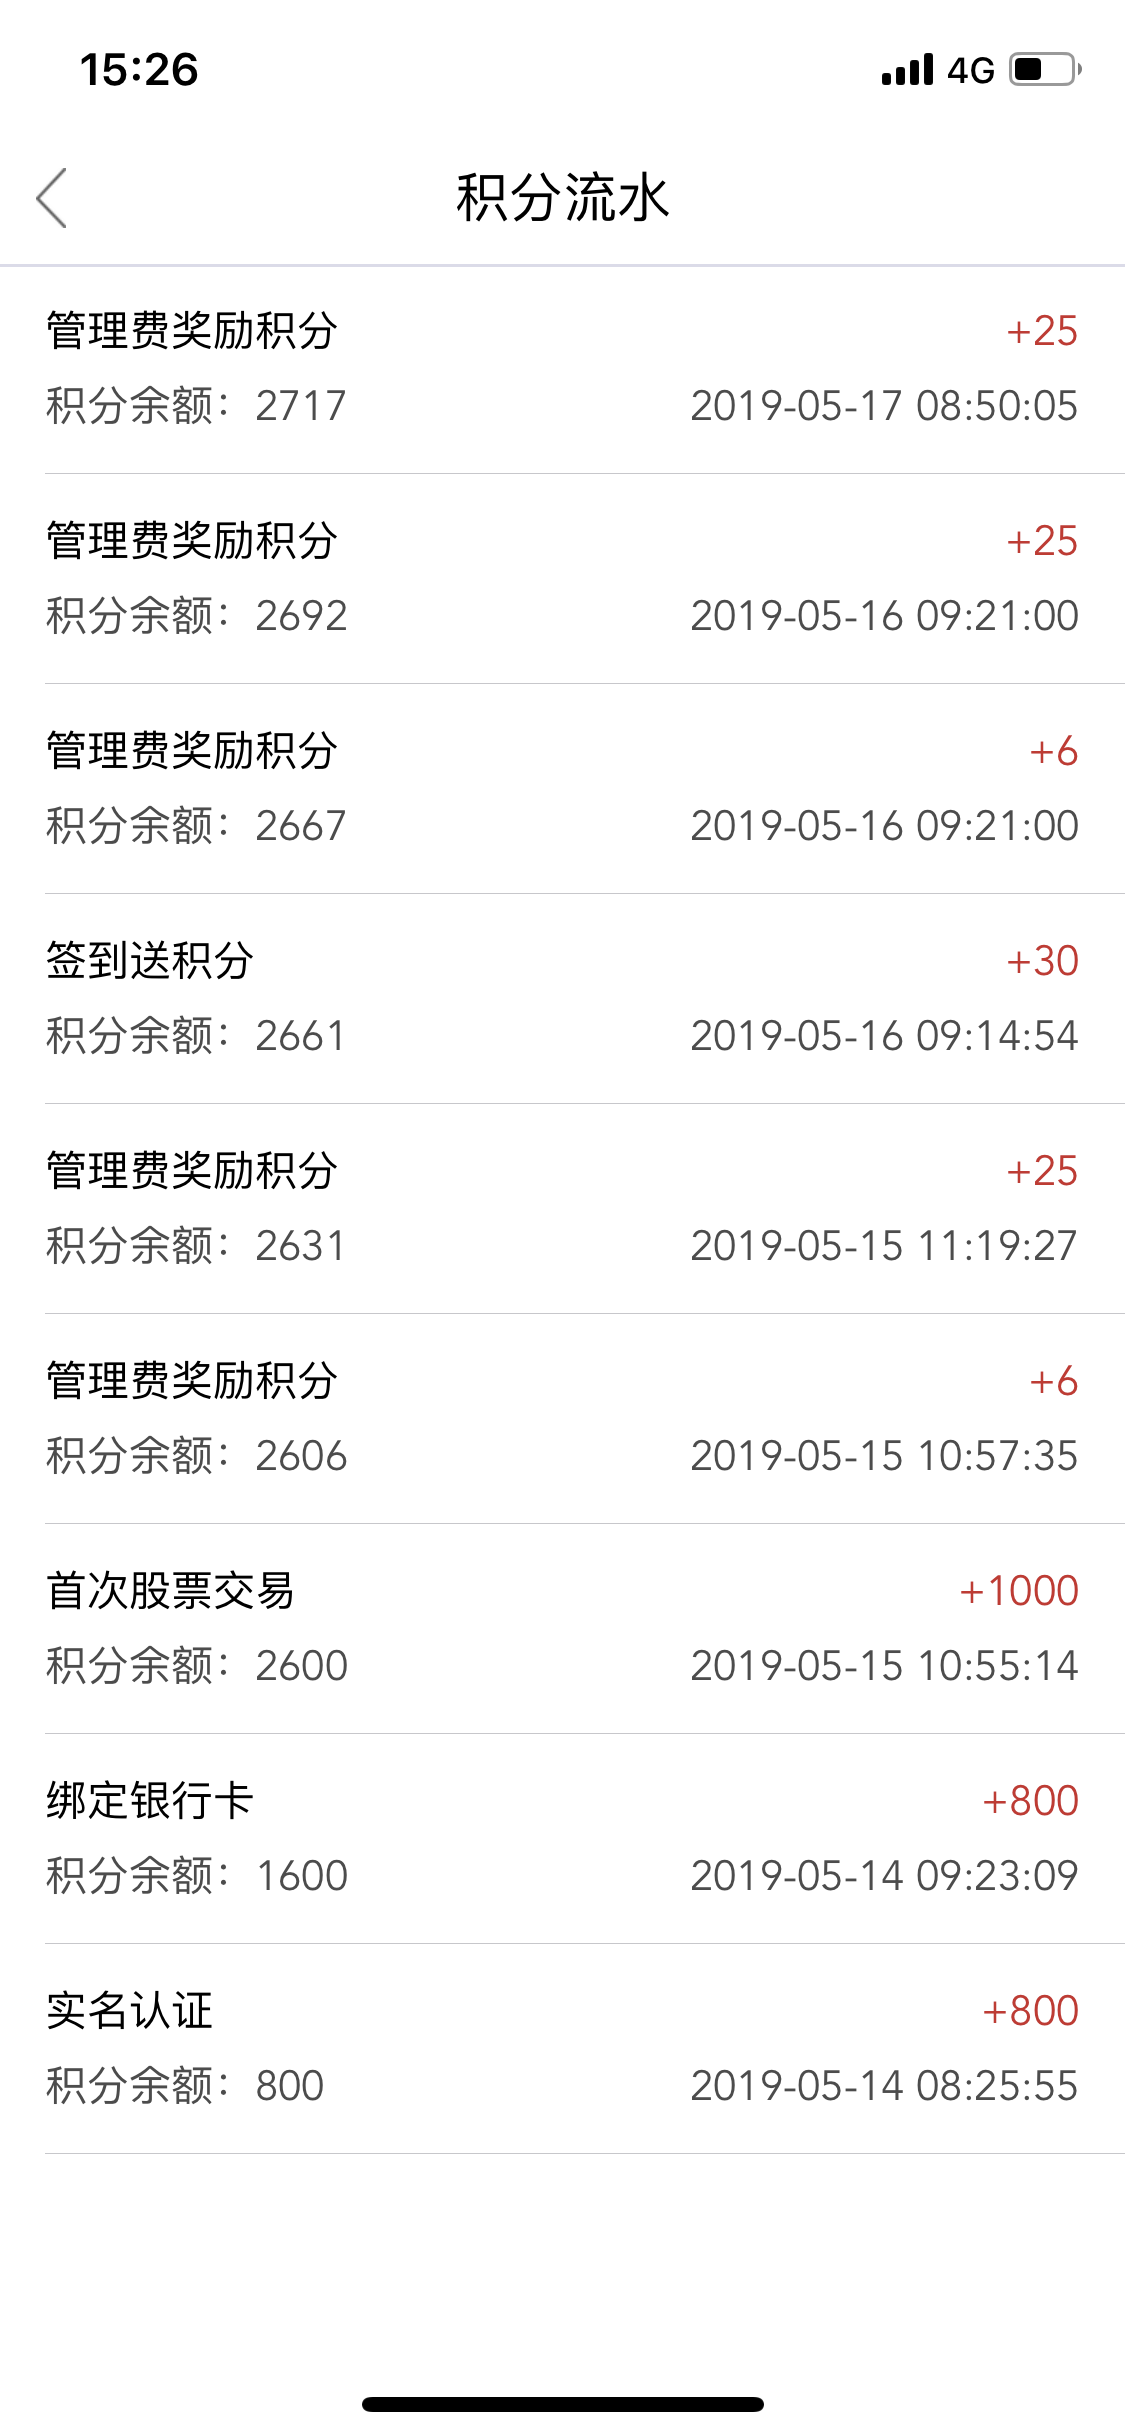 15:26 4G
积分流水
管理费奖励积分 +25
积分余额：2717 2019-05-17 08:50:05
管理费奖励积分 +25
积分余额：2692 2019-05-16 09:21:00
管理费奖励积分 +6
积分余额：2667 2019-05-16 09:21:00
签到送积分 +30
积分余额：2661 2019-05-16 09:14:54
管理费奖励积分 +25
积分余额：2631 2019-05-15 11:19:27
管理费奖励积分 +6
积分余额：2606 2019-05-15 10:57:35
首次股票交易 +1000
积分余额：2600 2019-05-15 10:55:14
绑定银行卡 +800
积分余额：1600 2019-05-14 09:23:09
实名认证 +800
积分余额：800 2019-05-14 08:25:55